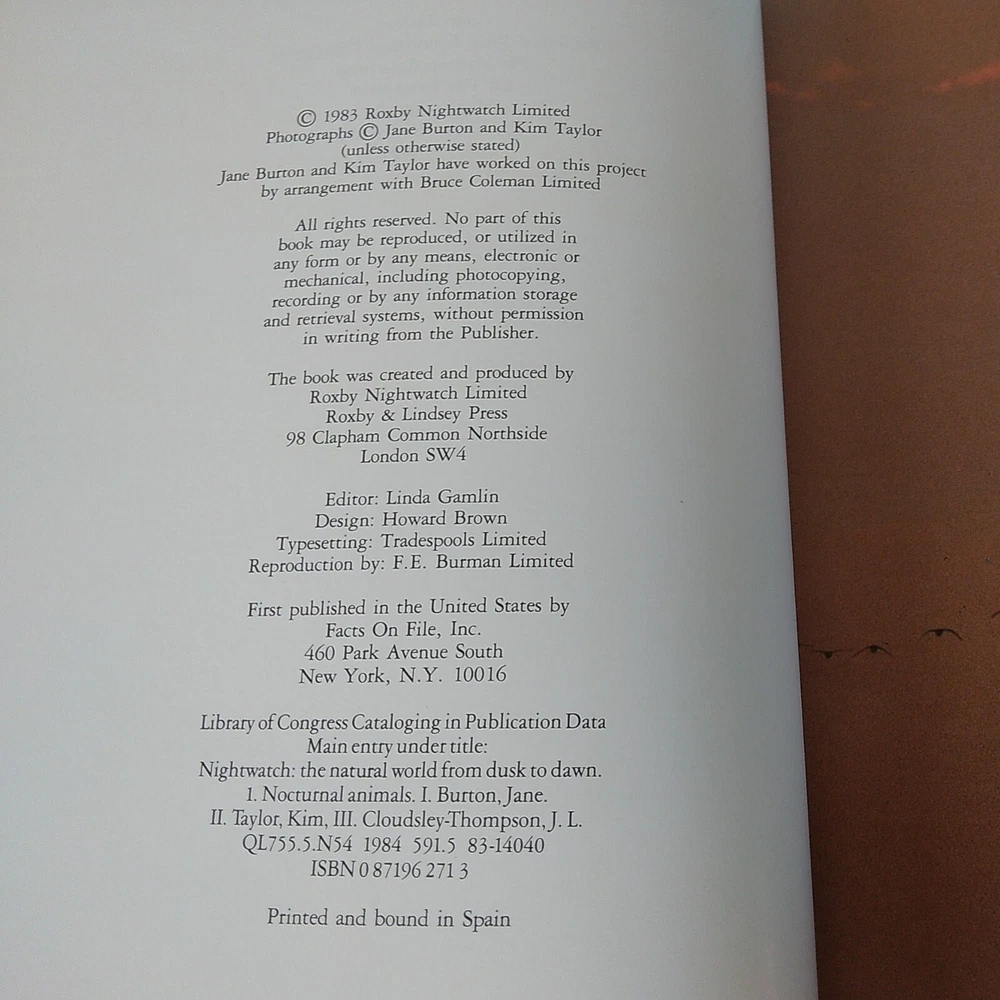 © 1983 Roxby Nightwatch Limited
Photographs © Jane Burton and Kim Taylor
(unless otherwise stated)
Jane Burton and Kim Taylor have worked on this project
by arrangement with Bruce Coleman Limited
All rights reserved. No part of this
book may be reproduced, or utilized in
any form or by any means, electronic or
mechanical, including photocopying,
recording or by any information storage
and retrieval systems, without permission
in writing from the Publisher.
The book was created and produced by
Roxby Nightwatch Limited
Roxby & Lindsey Press
98 Clapham Common Northside
London SW4
Editor: Linda Gamlin
Design: Howard Brown
Typesetting: Tradespools Limited
Reproduction by: F.E. Burman Limited
First published in the United States by
Facts On File, Inc.
460 Park Avenue South
New York, N.Y. 10016
Library of Congress Cataloging in Publication Data
Main entry under title:
Nightwatch: the natural world from dusk to dawn.
1. Nocturnal animals. I. Burton, Jane.
II. Taylor, Kim, III. Cloudsley-Thompson, J. L.
QL755.5.N54 1984 591.5 83-14040
ISBN 0 87196 271 3
Printed and bound in Spain